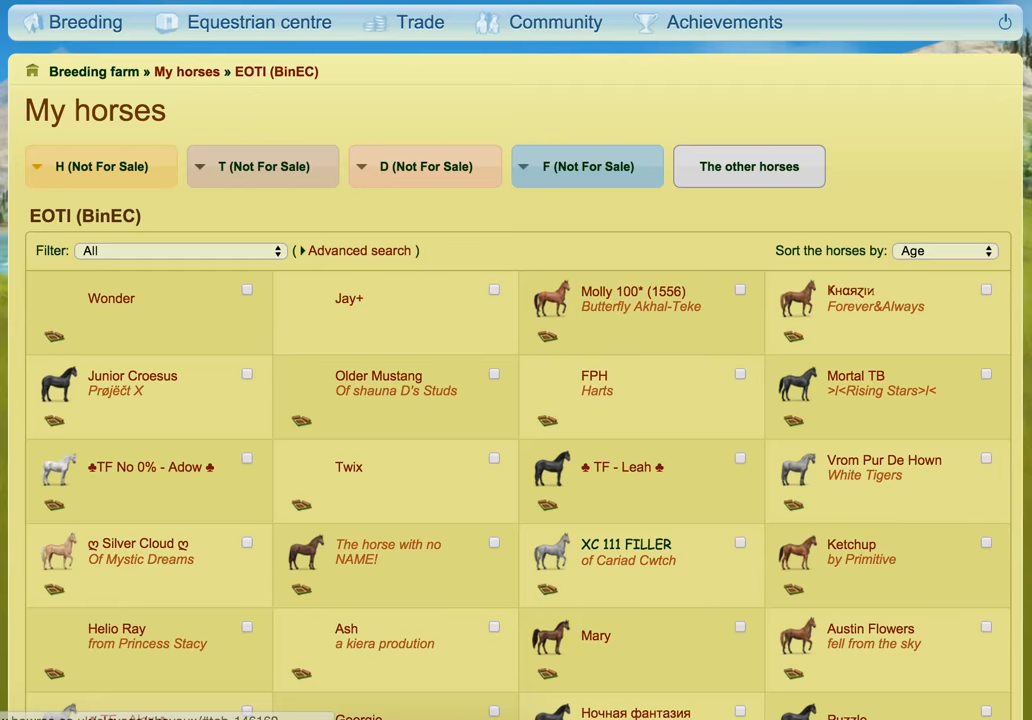 Breeding Equestrian centre Trade Community Achievements
Breeding farm » My horses » EOTI (BinEC)
My horses
H (Not For Sale) T (Not For Sale) D (Not For Sale) F (Not For Sale) The other horses
EOTI (BinEC)
Filter: All ( Advanced search ) Sort the horses by: Age
Wonder
Jay+
Molly 100* (1556)
Butterfly Akhal-Teke
Forever&Always
Junior Croesus
Prøjëčt X
Older Mustang
Of shauna D's Studs
FPH
Harts
Mortal TB
>I<Rising Stars>I<
♣TF No 0% - Adow ♣
Twix
♣ TF - Leah ♣
Vrom Pur De Hown
White Tigers
ღ Silver Cloud ღ
Of Mystic Dreams
The horse with no
NAME!
XC 111 FILLER
of Cariad Cwtch
Ketchup
by Primitive
Helio Ray
from Princess Stacy
Ash
a kiera prodution
Mary
Austin Flowers
fell from the sky
Georgie
Ночная фантазия
Puzzle